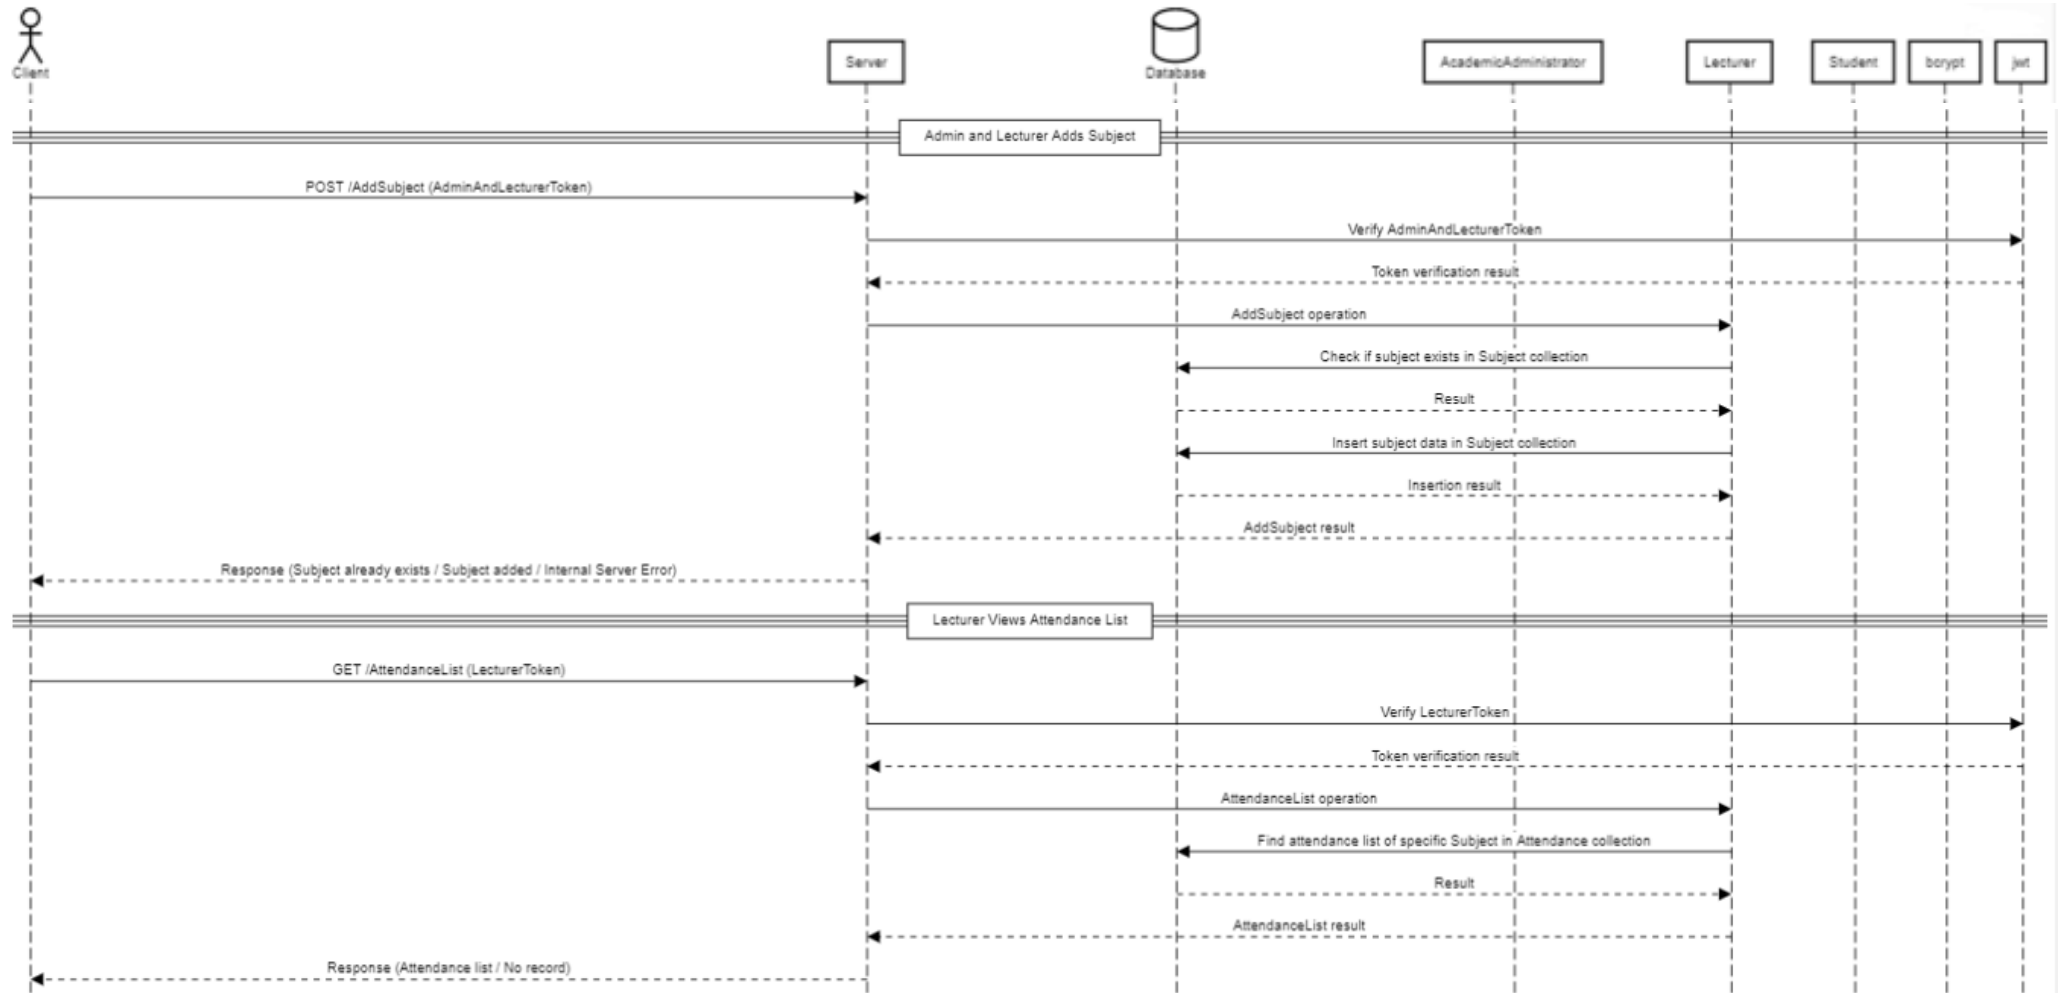 Client
Server
Database
AcademicAdministrator
Lecturer
Student
bcrypt
jwt
Admin and Lecturer Adds Subject
POST /AddSubject (AdminAndLecturerToken)
Verify AdminAndLecturerToken
Token verification result
AddSubject operation
Check if subject exists in Subject collection
Result
Insert subject data in Subject collection
Insertion result
AddSubject result
Response (Subject already exists / Subject added / Internal Server Error)
Lecturer Views Attendance List
GET /AttendanceList (LecturerToken)
Verify LecturerToken
Token verification result
AttendanceList operation
Find attendance list of specific Subject in Attendance collection
Result
AttendanceList result
Response (Attendance list / No record)